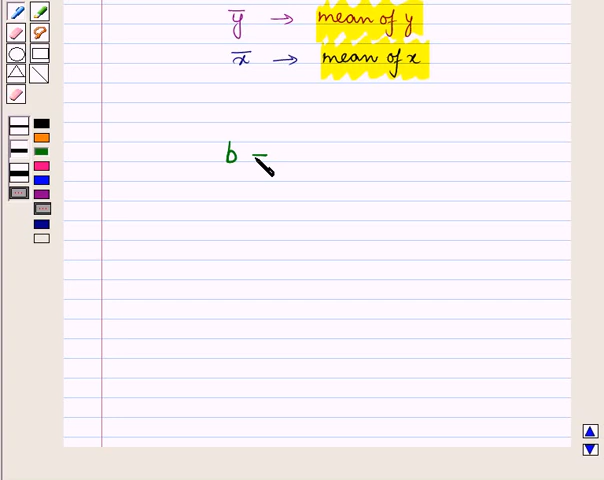 y̅ → mean of y
x̅ → mean of x
b –